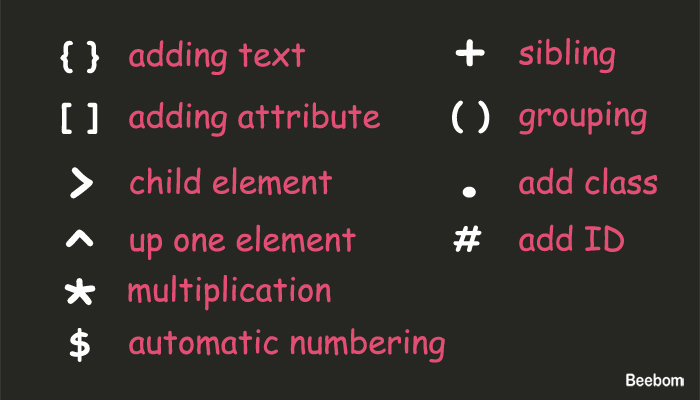 { } adding text
[ ] adding attribute
> child element
^ up one element
* multiplication
$ automatic numbering
+ sibling
( ) grouping
. add class
# add ID
Beebom